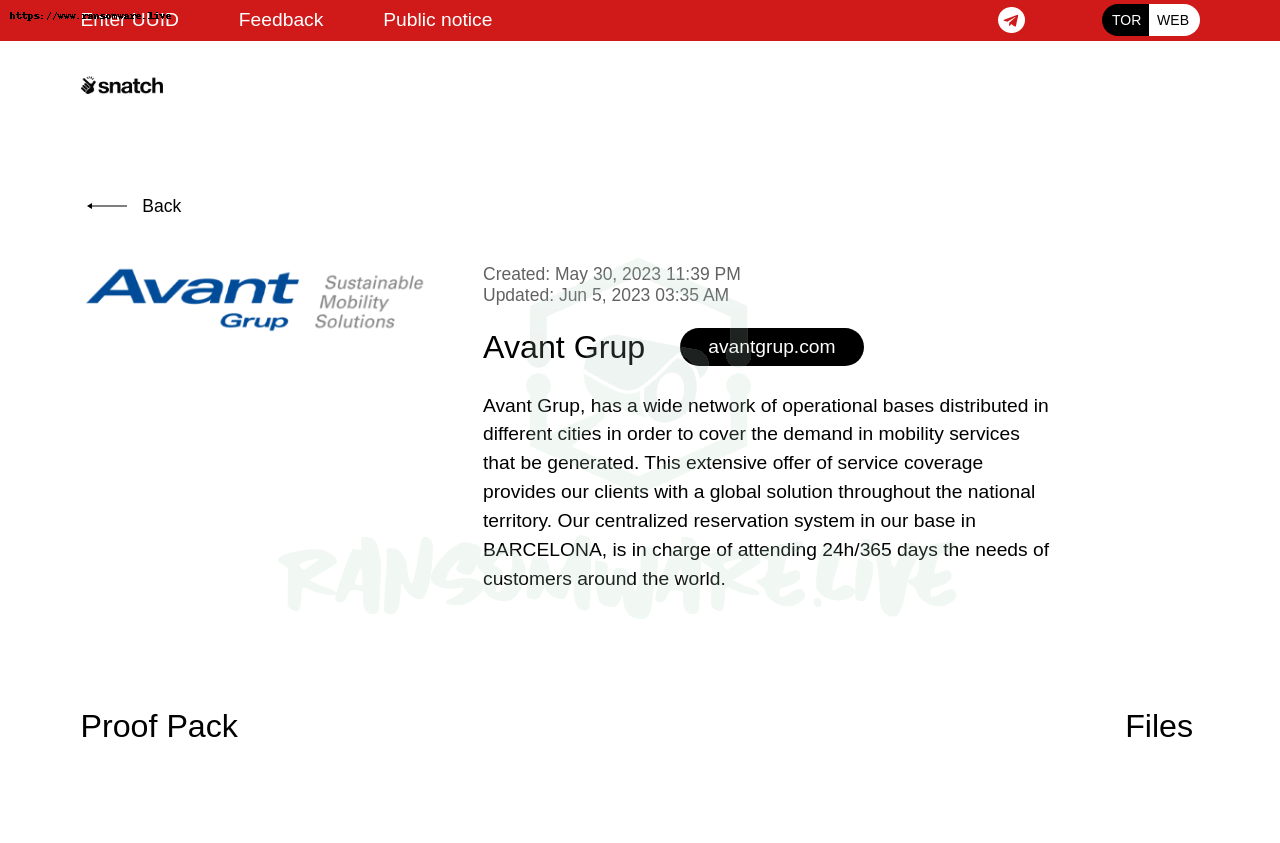 https://www.ransomware.live
Enter UUID
Feedback
Public notice
TOR
WEB
snatch
Back
Avant
Grup
Sustainable
Mobility
Solutions
Created: May 30, 2023 11:39 PM
Updated: Jun 5, 2023 03:35 AM
Avant Grup
avantgrup.com
Avant Grup, has a wide network of operational bases distributed in
different cities in order to cover the demand in mobility services
that be generated. This extensive offer of service coverage
provides our clients with a global solution throughout the national
territory. Our centralized reservation system in our base in
BARCELONA, is in charge of attending 24h/365 days the needs of
customers around the world.
RANSOMWARE.LIVE
Proof Pack
Files